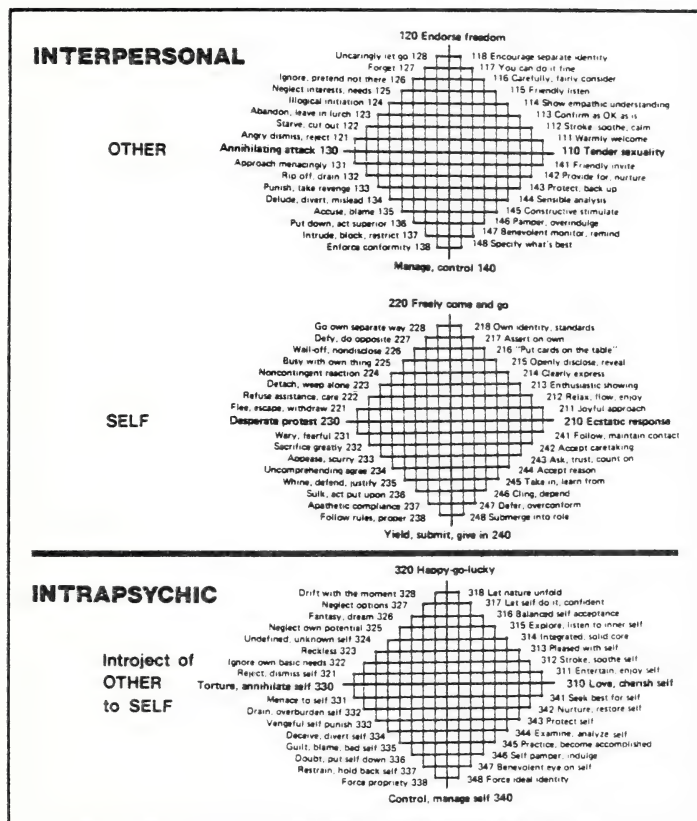 INTERPERSONAL
120 Endorse freedom
Uncaringly let go 128 118 Encourage separate identity
Forget 127 117 You can do it fine
Ignore, pretend not there 126 116 Carefully, fairly consider
Neglect interests, needs 125 115 Friendly listen
Illogical initiation 124 114 Show empathic understanding
Abandon, leave in lurch 123 113 Confirm as OK as is
Starve, cut out 122 112 Stroke, soothe, calm
Angry dismiss, reject 121 111 Warmly welcome
OTHER
Annihilating attack 130 110 Tender sexuality
Approach menacingly 131 141 Friendly invite
Rip off, drain 132 142 Provide for, nurture
Punish, take revenge 133 143 Protect, back up
Delude, divert, mislead 134 144 Sensible analysis
Accuse, blame 135 145 Constructive stimulate
Put down, act superior 136 146 Pamper, overindulge
Intrude, block, restrict 137 147 Benevolent monitor, remind
Enforce conformity 138 148 Specify what's best
Manage, control 140
220 Freely come and go
Go own separate way 228 218 Own identity, standards
Defy, do opposite 227 217 Assert on own
Wall-off, nondisclose 226 216 "Put cards on the table"
Busy with own thing 225 215 Openly disclose, reveal
Noncontingent reaction 224 214 Clearly express
Detach, weep alone 223 213 Enthusiastic showing
Refuse assistance, care 222 212 Relax, flow, enjoy
Flee, escape, withdraw 221 211 Joyful approach
SELF
Desperate protest 230 210 Ecstatic response
Wary, fearful 231 241 Follow, maintain contact
Sacrifice greatly 232 242 Accept caretaking
Appease, scurry 233 243 Ask, trust, count on
Uncomprehending agree 234 244 Accept reason
Whine, defend, justify 235 245 Take in, learn from
Sulk, act put upon 236 246 Cling, depend
Apathetic compliance 237 247 Defer, overconform
Follow rules, proper 238 248 Submerge into role
Yield, submit, give in 240
INTRAPSYCHIC
320 Happy-go-lucky
Drift with the moment 328 318 Let nature unfold
Neglect options 327 317 Let self do it, confident
Fantasy, dream 326 316 Balanced self acceptance
Neglect own potential 325 315 Explore, listen to inner self
Undefined, unknown self 324 314 Integrated, solid core
Reckless 323 313 Pleased with self
Ignore own basic needs 322 312 Stroke, soothe self
Reject, dismiss self 321 311 Entertain, enjoy self
Introject of
OTHER
to SELF
Torture, annihilate self 330 310 Love, cherish self
Menace to self 331 341 Seek best for self
Drain, overburden self 332 342 Nurture, restore self
Vengeful self punish 333 343 Protect self
Deceive, divert self 334 344 Examine, analyze self
Guilt, blame, bad self 335 345 Practice, become accomplished
Doubt, put self down 336 346 Self pamper, indulge
Restrain, hold back self 337 347 Benevolent eye on self
Force propriety 338 348 Force ideal identity
Control, manage self 340